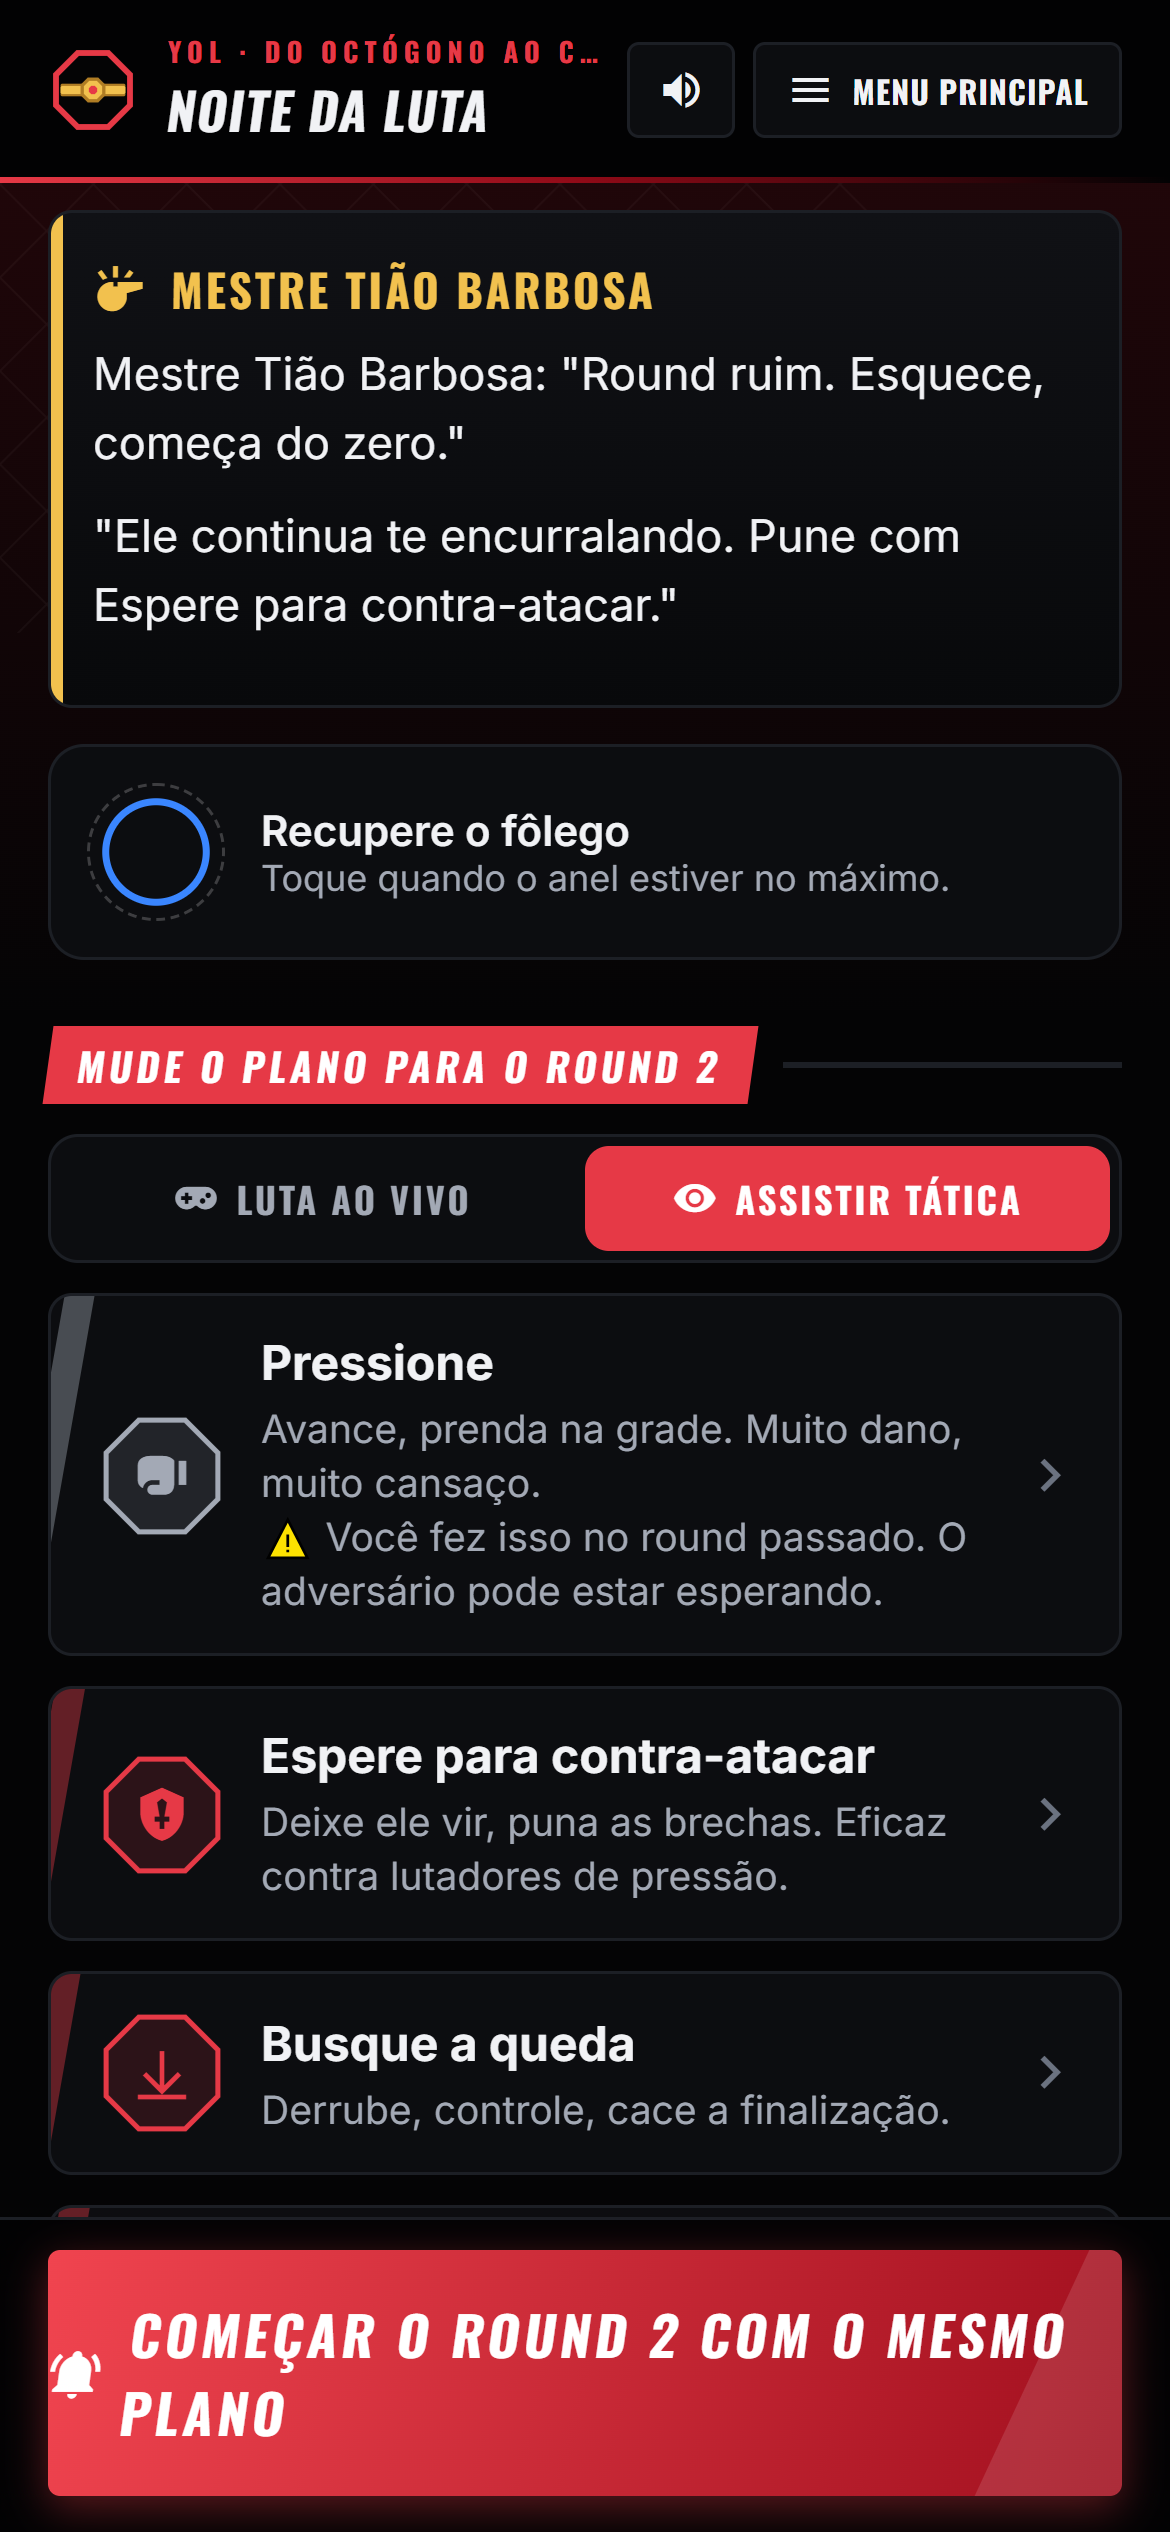 YOL · DO OCTÓGONO AO C…
NOITE DA LUTA
MENU PRINCIPAL
MESTRE TIÃO BARBOSA
Mestre Tião Barbosa: "Round ruim. Esquece,
começa do zero."
"Ele continua te encurralando. Pune com
Espere para contra-atacar."
Recupere o fôlego
Toque quando o anel estiver no máximo.
MUDE O PLANO PARA O ROUND 2
LUTA AO VIVO
ASSISTIR TÁTICA
Pressione
Avance, prenda na grade. Muito dano,
muito cansaço.
⚠️ Você fez isso no round passado. O
adversário pode estar esperando.
Espere para contra-atacar
Deixe ele vir, puna as brechas. Eficaz
contra lutadores de pressão.
Busque a queda
Derrube, controle, cace a finalização.
COMEÇAR O ROUND 2 COM O MESMO
PLANO